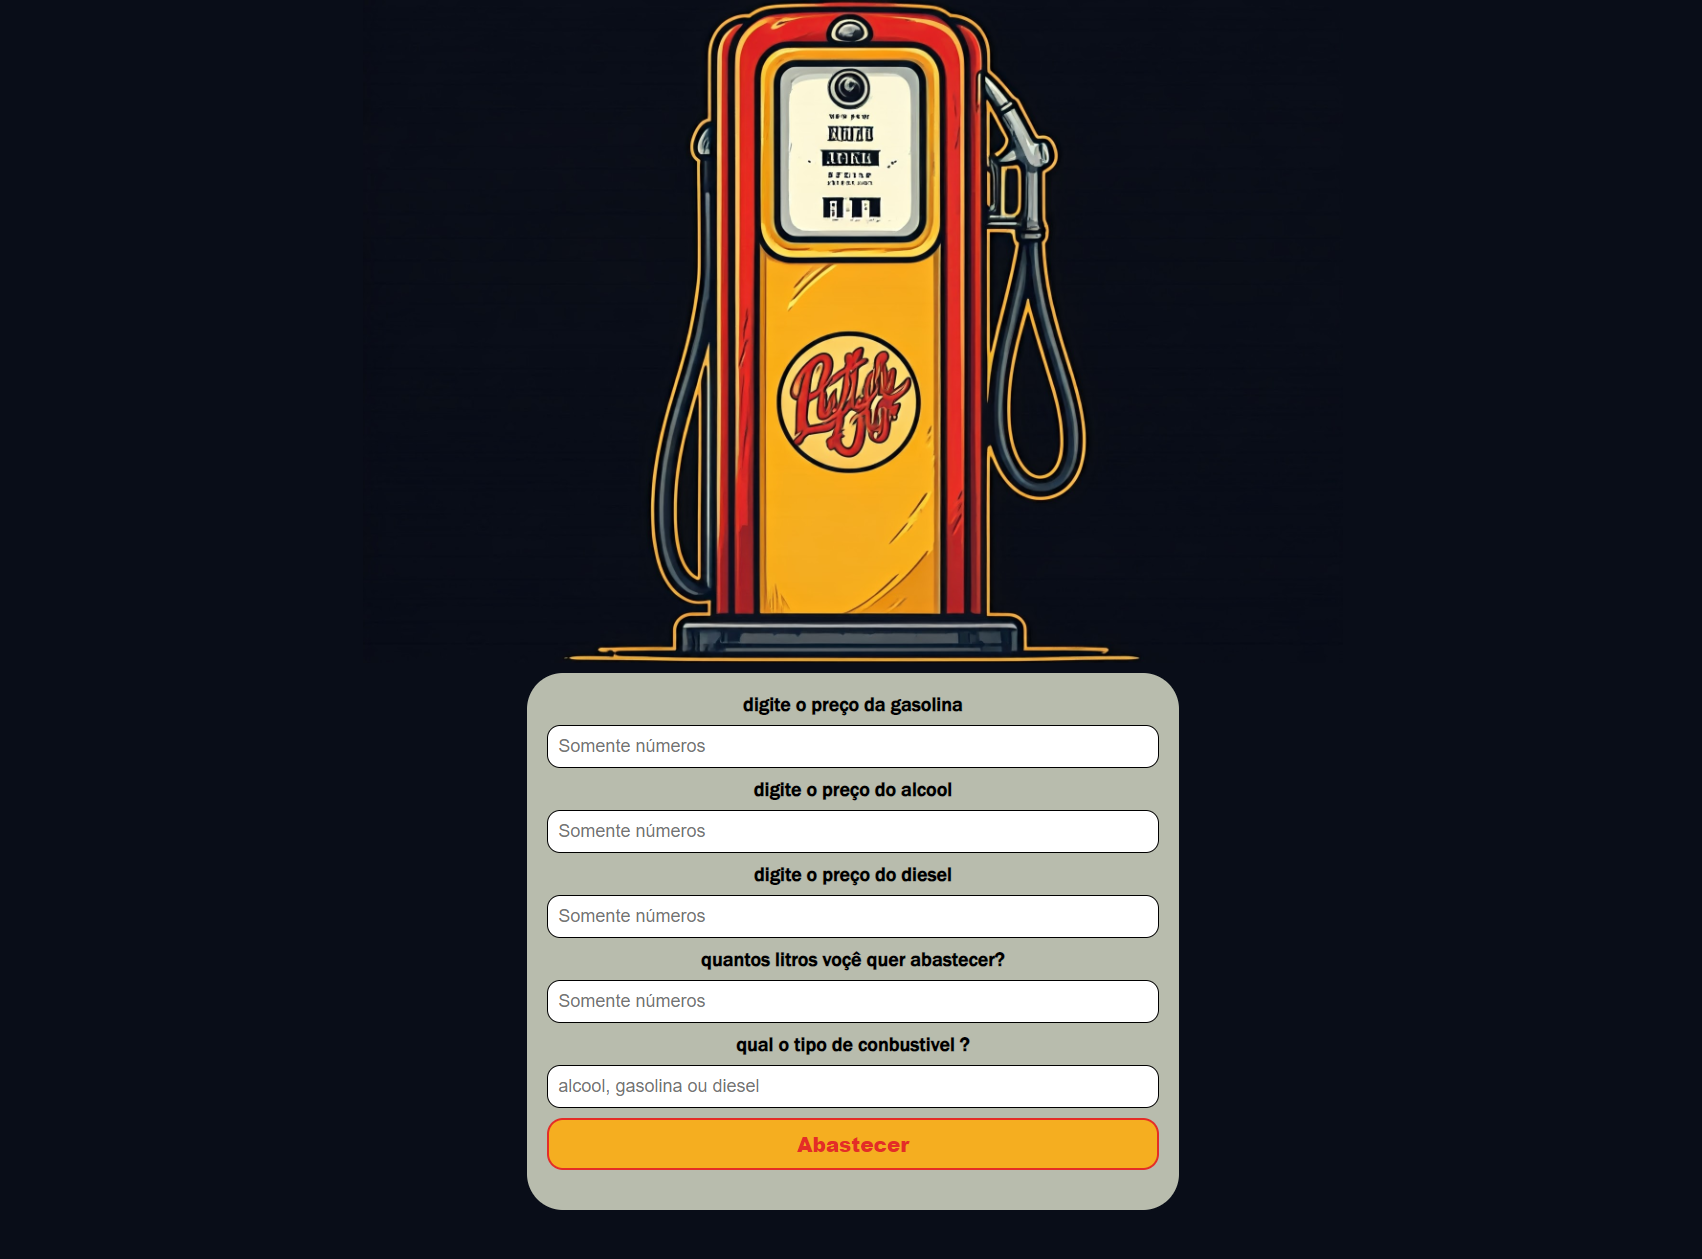 digite o preço da gasolina
Somente números
digite o preço do alcool
Somente números
digite o preço do diesel
Somente números
quantos litros voçê quer abastecer?
Somente números
qual o tipo de conbustivel ?
alcool, gasolina ou diesel
Abastecer